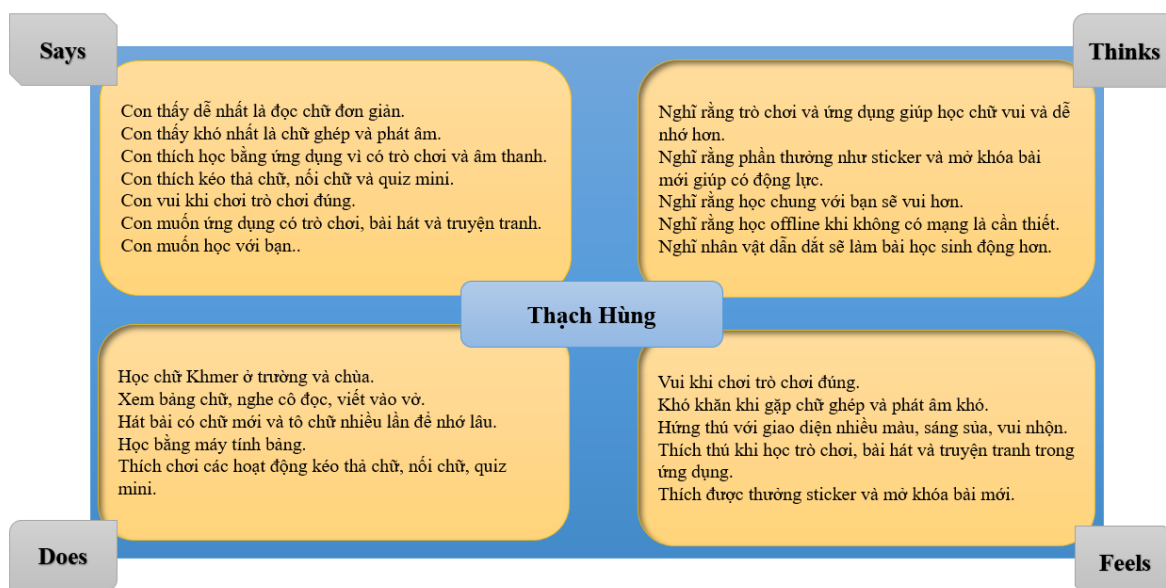 Says
Thinks
Con thấy dễ nhất là đọc chữ đơn giản.
Con thấy khó nhất là chữ ghép và phát âm.
Con thích học bằng ứng dụng vì có trò chơi và âm thanh.
Con thích kéo thả chữ, nối chữ và quiz mini.
Con vui khi chơi trò chơi đúng.
Con muốn ứng dụng có trò chơi, bài hát và truyện tranh.
Con muốn học với bạn..
Nghĩ rằng trò chơi và ứng dụng giúp học chữ vui và dễ
nhớ hơn.
Nghĩ rằng phần thưởng như sticker và mở khóa bài
mới giúp có động lực.
Nghĩ rằng học chung với bạn sẽ vui hơn.
Nghĩ rằng học offline khi không có mạng là cần thiết.
Nghĩ nhân vật dẫn dắt sẽ làm bài học sinh động hơn.
Thạch Hùng
Học chữ Khmer ở trường và chùa.
Xem bảng chữ, nghe cô đọc, viết vào vở.
Hát bài có chữ mới và tô chữ nhiều lần để nhớ lâu.
Học bằng máy tính bảng.
Thích chơi các hoạt động kéo thả chữ, nối chữ, quiz
mini.
Vui khi chơi trò chơi đúng.
Khó khăn khi gặp chữ ghép và phát âm khó.
Hứng thú với giao diện nhiều màu, sáng sủa, vui nhộn.
Thích thú khi học trò chơi, bài hát và truyện tranh trong
ứng dụng.
Thích được thưởng sticker và mở khóa bài mới.
Does
Feels